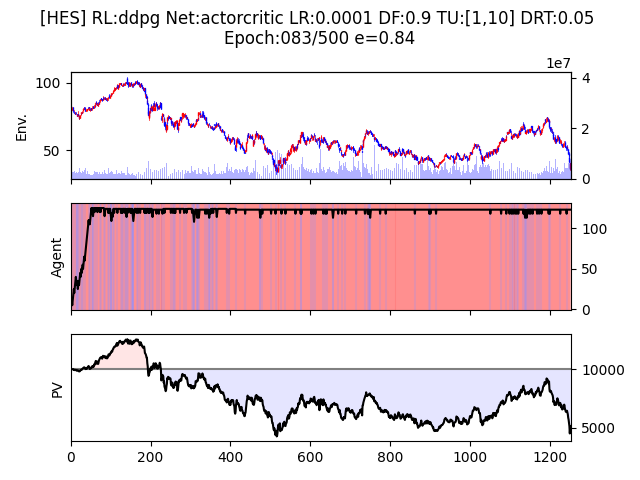 [HES] RL:ddpg Net:actorcritic LR:0.0001 DF:0.9 TU:[1,10] DRT:0.05
Epoch:083/500 e=0.84
1e7
100
50
Env.
4
2
0
Agent
100
50
0
PV
10000
5000
0 200 400 600 800 1000 1200